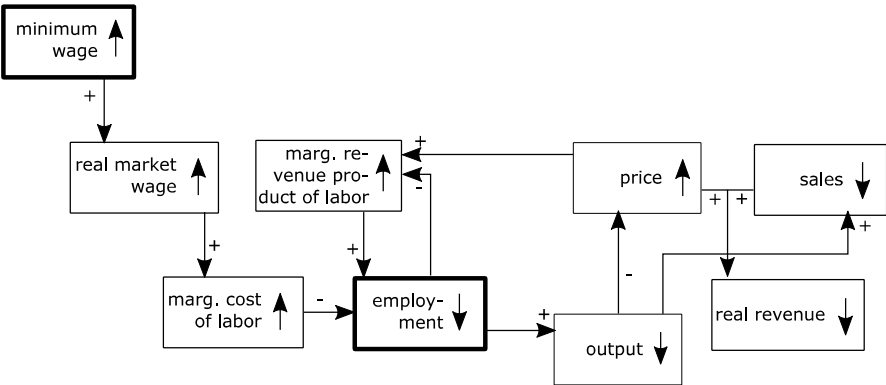 minimum
wage
+
real market
wage
+
marg. cost
of labor
-
marg. re-
venue pro-
duct of labor
+
-
+
employ-
ment
+
output
-
price
+
+
sales
+
real revenue